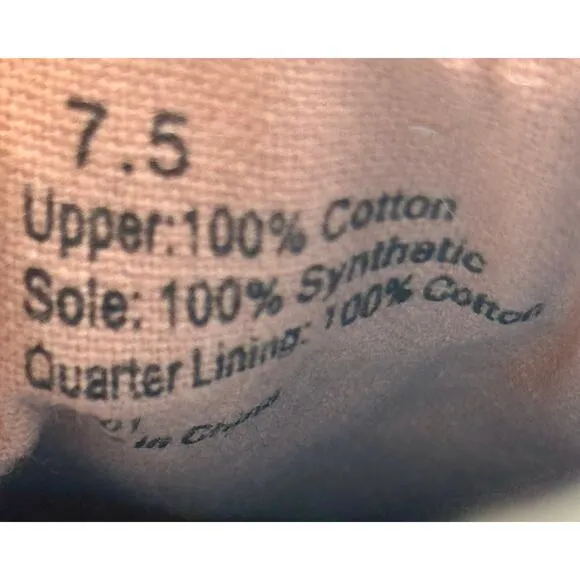 7.5
Upper:100% Cotton
Sole: 100% Synthetic
Quarter Lining: 100% Cotton
in China